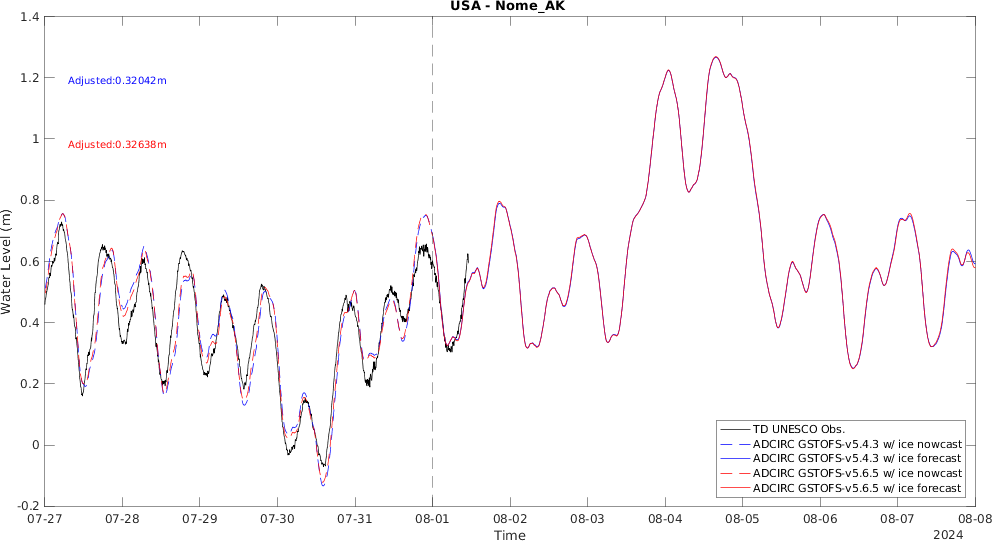 USA - Nome_AK
1.4
1.2
1
0.8
0.6
0.4
0.2
0
-0.2
Water Level (m)
Adjusted:0.32042m
Adjusted:0.32638m
TD UNESCO Obs.
ADCIRC GSTOFS-v5.4.3 w/ ice nowcast
ADCIRC GSTOFS-v5.4.3 w/ ice forecast
ADCIRC GSTOFS-v5.6.5 w/ ice nowcast
ADCIRC GSTOFS-v5.6.5 w/ ice forecast
07-27 07-28 07-29 07-30 07-31 08-01 08-02 08-03 08-04 08-05 08-06 08-07 08-08
Time
2024